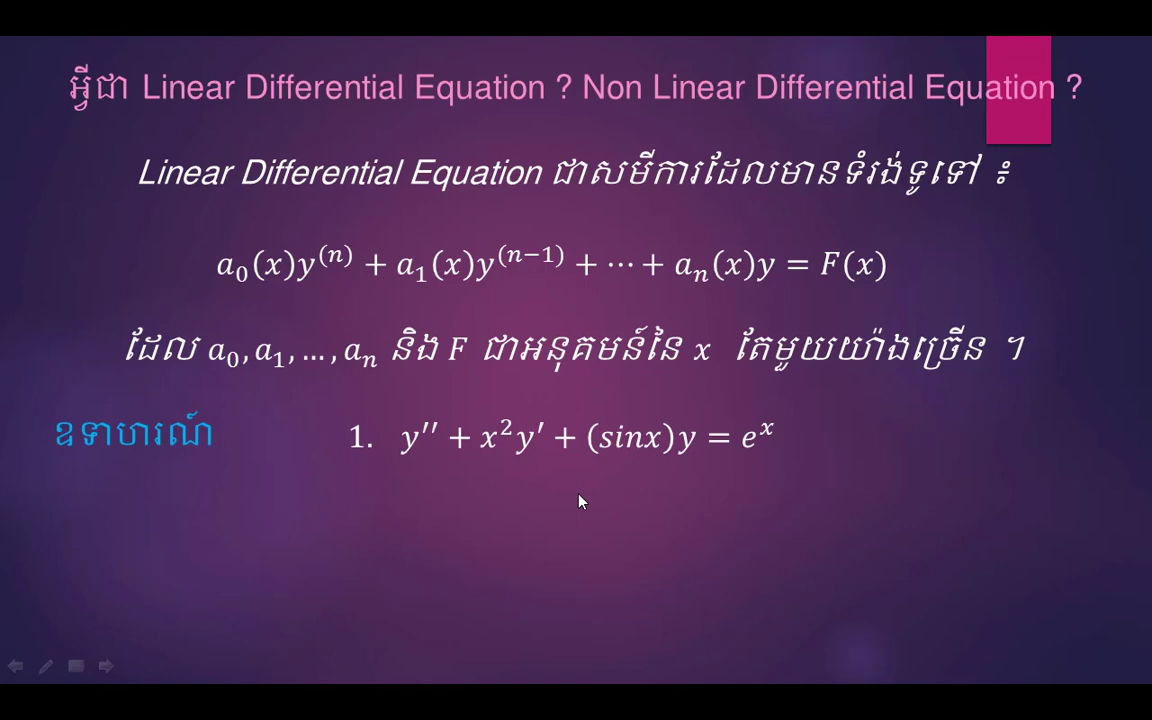 អ្វីជា Linear Differential Equation ? Non Linear Differential Equation ?
Linear Differential Equation ជាសមីការដែលមានទំរង់ទូទៅ ៖
a₀(x)y⁽ⁿ⁾ + a₁(x)y⁽ⁿ⁻¹⁾ + ⋯ + aₙ(x)y = F(x)
ដែល a₀, a₁, …, aₙ និង F ជាអនុគមន៍នៃ x តែមួយយ៉ាងច្រើន ។
ឧទាហរណ៍ 1. y′′ + x²y′ + (sinx)y = eˣ